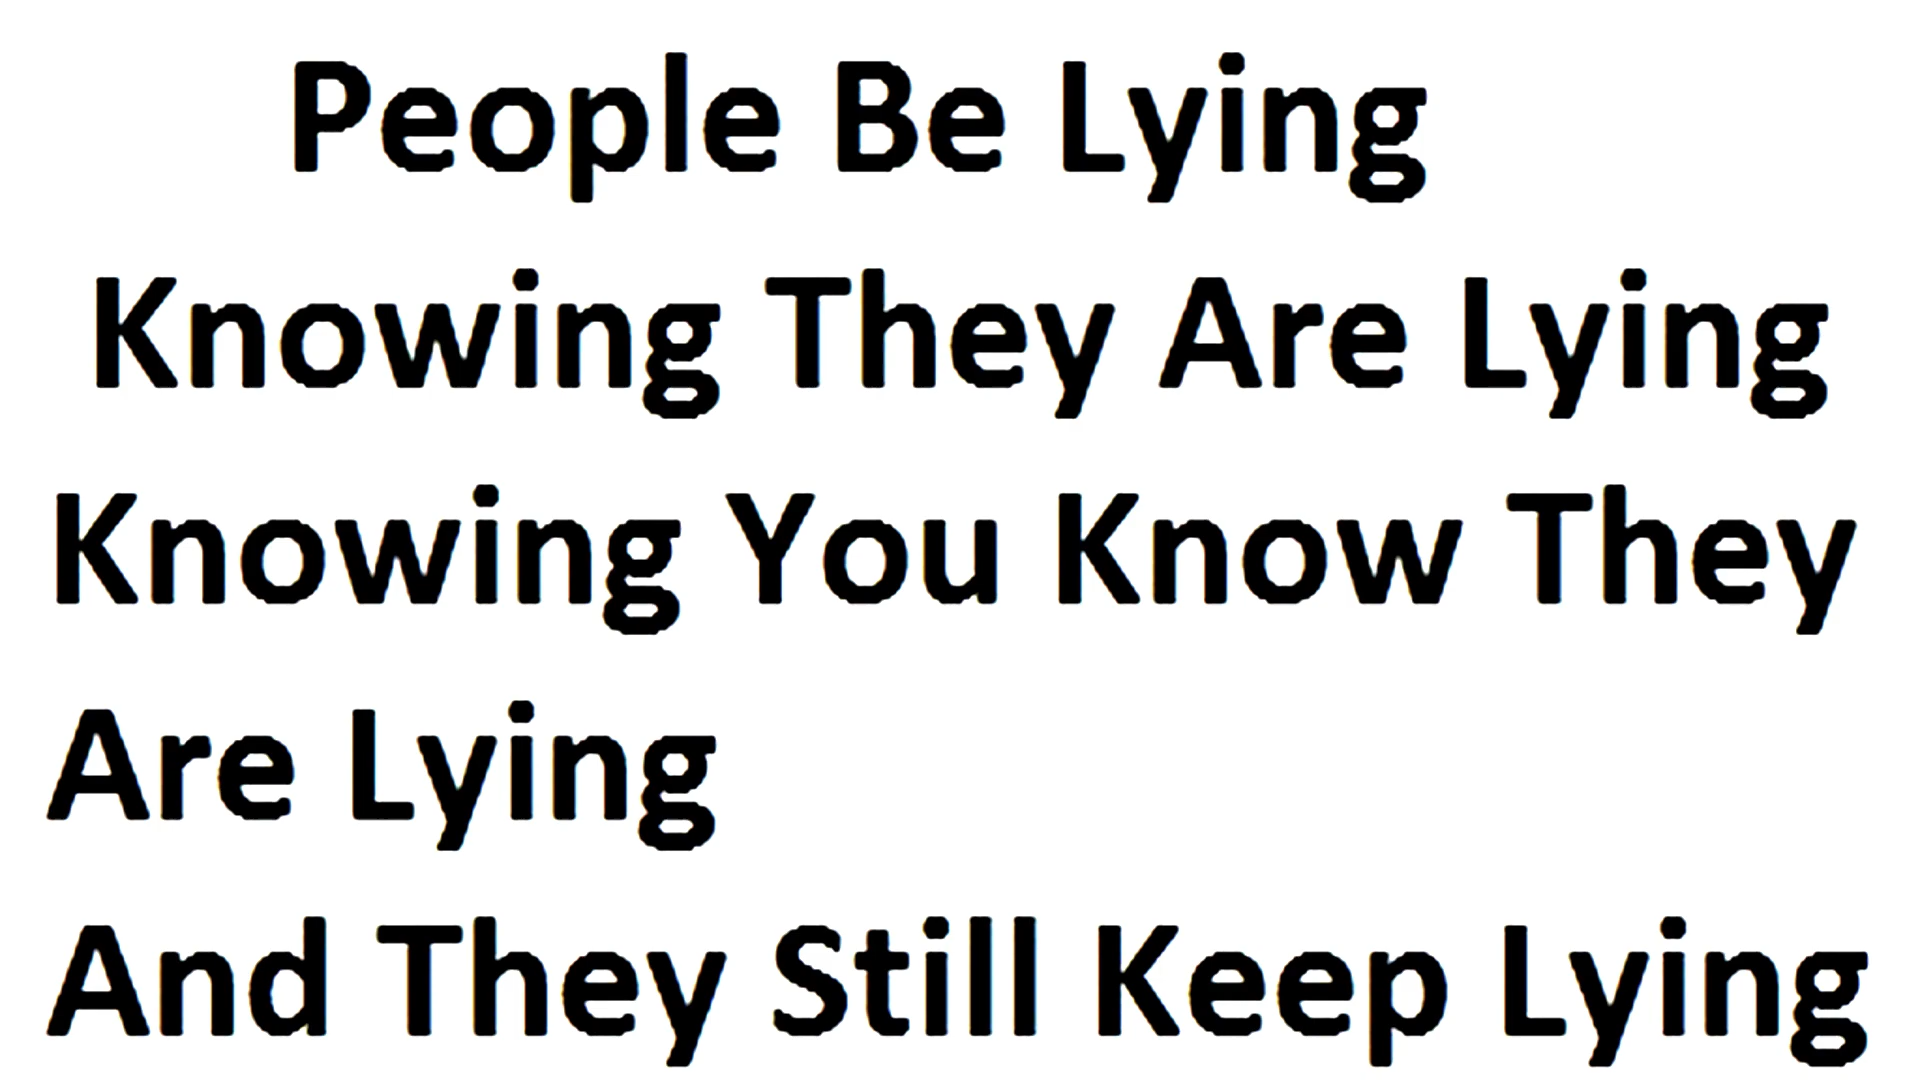 People Be Lying
Knowing They Are Lying
Knowing You Know They
Are Lying
And They Still Keep Lying